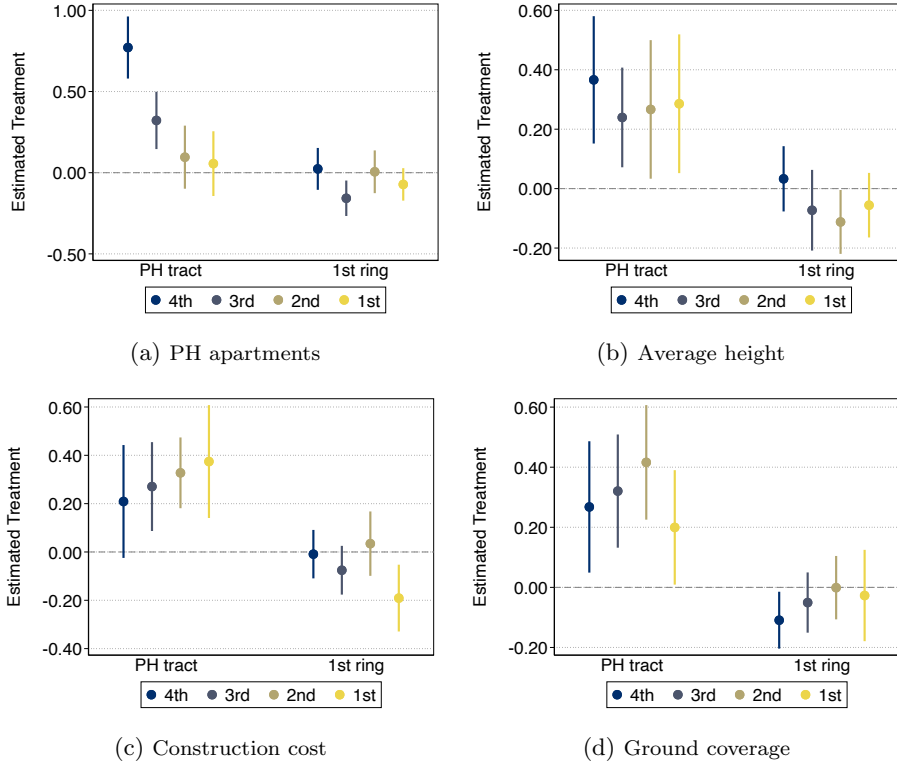 1.00
0.50
0.00
-0.50
Estimated Treatment
PH tract 1st ring
4th 3rd 2nd 1st
(a) PH apartments
0.60
0.40
0.20
0.00
-0.20
Estimated Treatment
PH tract 1st ring
4th 3rd 2nd 1st
(b) Average height
0.60
0.40
0.20
0.00
-0.20
-0.40
Estimated Treatment
PH tract 1st ring
4th 3rd 2nd 1st
(c) Construction cost
0.60
0.40
0.20
0.00
-0.20
Estimated Treatment
PH tract 1st ring
4th 3rd 2nd 1st
(d) Ground coverage